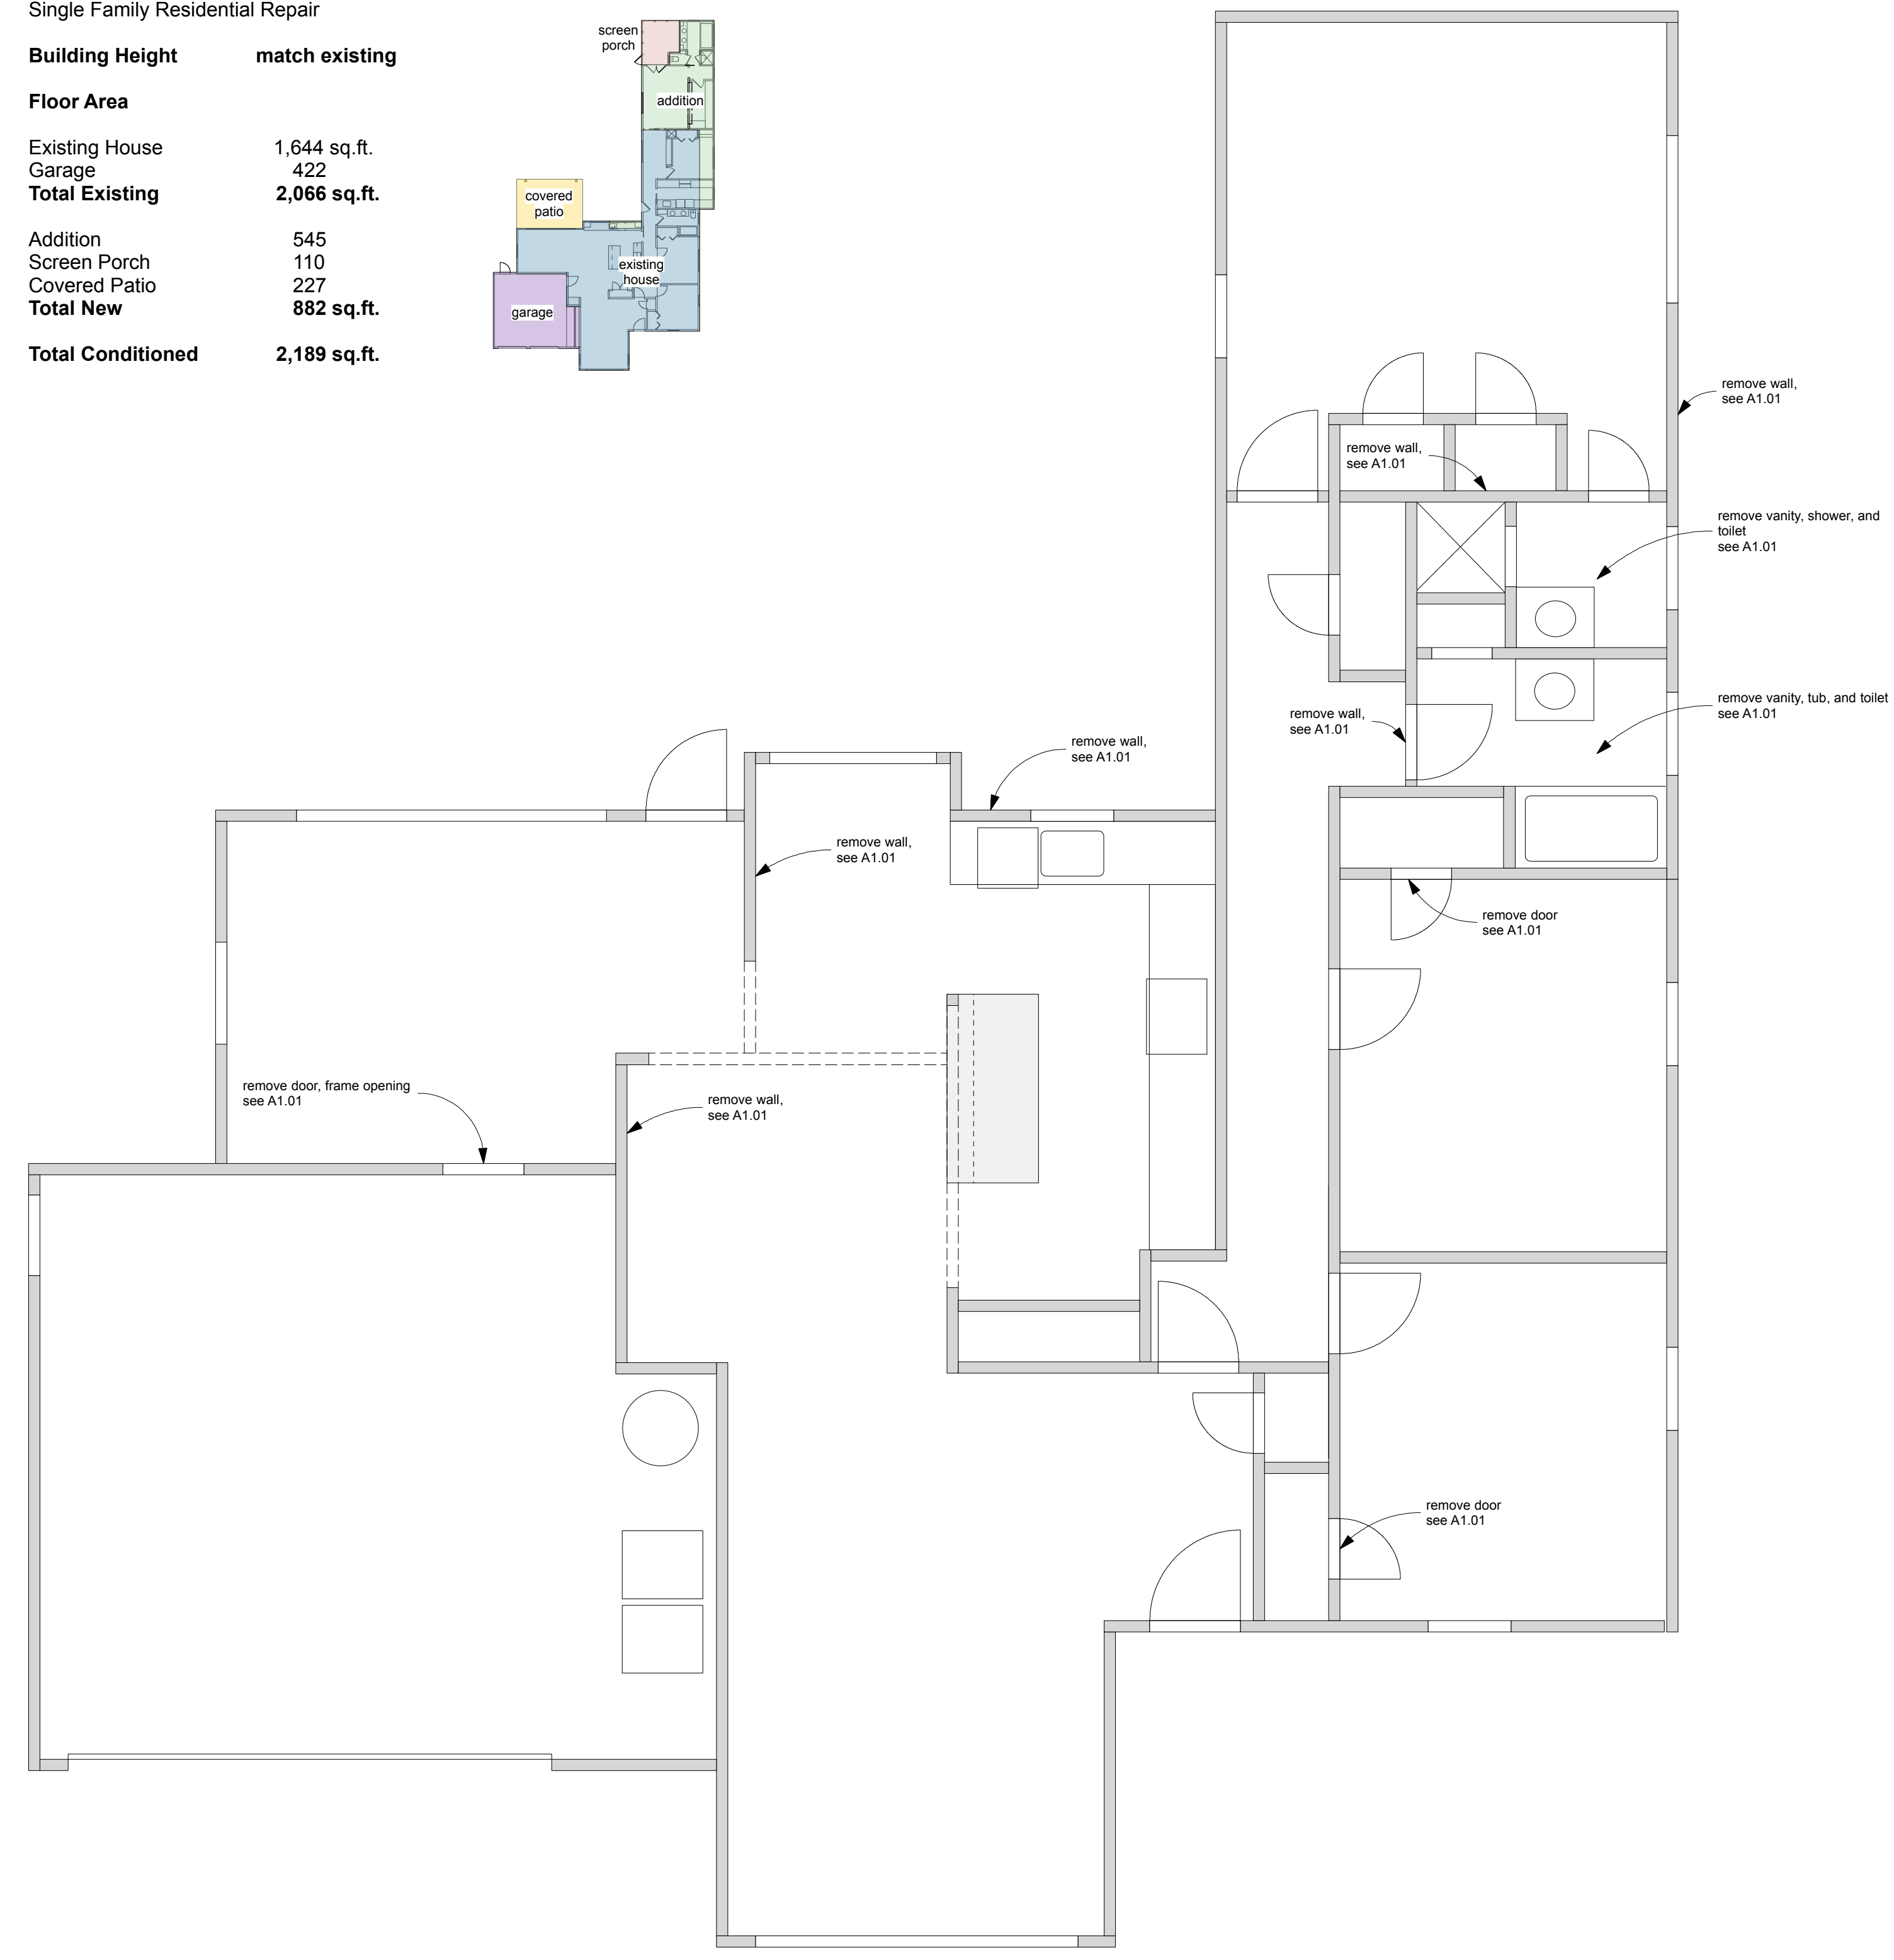 Single Family Residential Repair
Building Height match existing
Floor Area
Existing House 1,644 sq.ft.
Garage 422
Total Existing 2,066 sq.ft.
Addition 545
Screen Porch 110
Covered Patio 227
Total New 882 sq.ft.
Total Conditioned 2,189 sq.ft.
screen
porch
addition
covered
patio
existing
house
garage
remove wall,
see A1.01
remove wall,
see A1.01
remove vanity, shower, and
toilet
see A1.01
remove vanity, tub, and toilet
see A1.01
remove wall,
see A1.01
remove wall,
see A1.01
remove wall,
see A1.01
remove door
see A1.01
remove door, frame opening
see A1.01
remove wall,
see A1.01
remove door
see A1.01